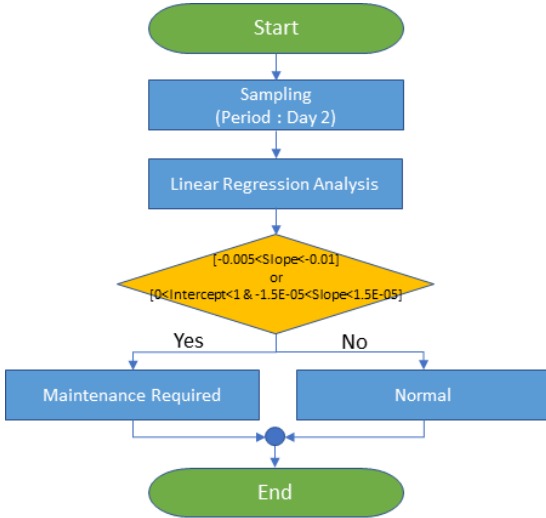 Start
Sampling
(Period : Day 2)
Linear Regression Analysis
[-0.005<Slope<-0.01]
or
[0<Intercept<1 & -1.5E-05<Slope<1.5E-05]
Yes
No
Maintenance Required
Normal
End